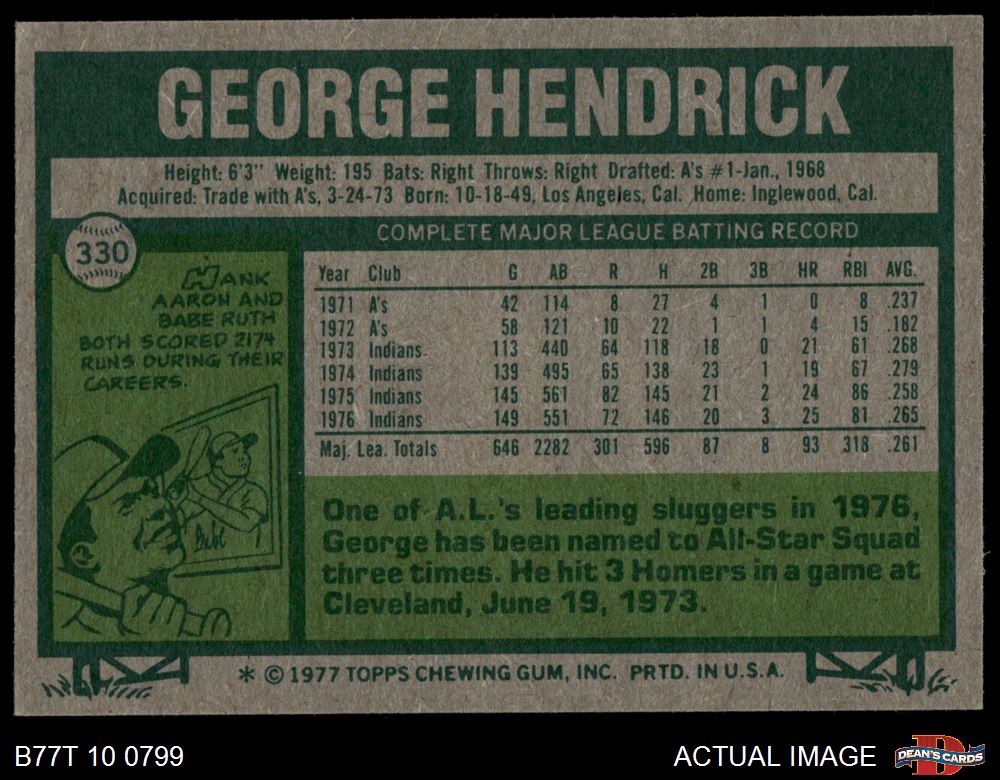 GEORGE HENDRICK
Height: 6'3" Weight: 195 Bats: Right Throws: Right Drafted: A's #1-Jan., 1968
Acquired: Trade with A's, 3-24-73 Born: 10-18-49, Los Angeles, Cal. Home: Inglewood, Cal.
330
HANK
AARON AND
BABE RUTH
BOTH SCORED 2174
RUNS DURING THEIR
CAREERS.
Babe
COMPLETE MAJOR LEAGUE BATTING RECORD
Year Club G AB R H 2B 3B HR RBI AVG.
1971 A's 42 114 8 27 4 1 0 8 .237
1972 A's 58 121 10 22 1 1 4 15 .182
1973 Indians 113 440 64 118 18 0 21 61 .268
1974 Indians 139 495 65 138 23 1 19 67 .279
1975 Indians 145 561 82 145 21 2 24 86 .258
1976 Indians 149 551 72 146 20 3 25 81 .265
Maj. Lea. Totals 646 2282 301 596 87 8 93 318 .261
One of A.L.'s leading sluggers in 1976,
George has been named to All-Star Squad
three times. He hit 3 Homers in a game at
Cleveland, June 19, 1973.
* © 1977 TOPPS CHEWING GUM, INC. PRTD. IN U.S.A.
B77T 10 0799
ACTUAL IMAGE
D
DEAN'S CARDS